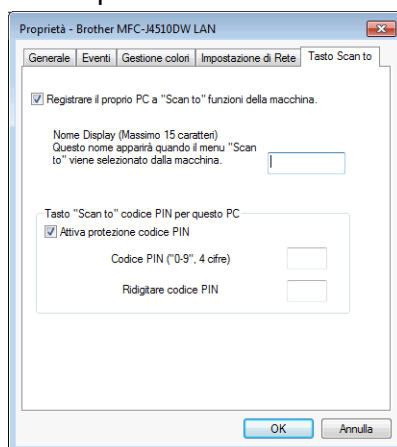 Proprietà - Brother MFC-J4510DW LAN
Generale Eventi Gestione colori Impostazione di Rete Tasto Scan to
Registrare il proprio PC a "Scan to" funzioni della macchina.
Nome Display (Massimo 15 caratteri)
Questo nome apparirà quando il menu "Scan
to" viene selezionato dalla macchina.
Tasto "Scan to" codice PIN per questo PC
Attiva protezione codice PIN
Codice PIN ("0-9", 4 cifre)
Ridigitare codice PIN
OK Annulla